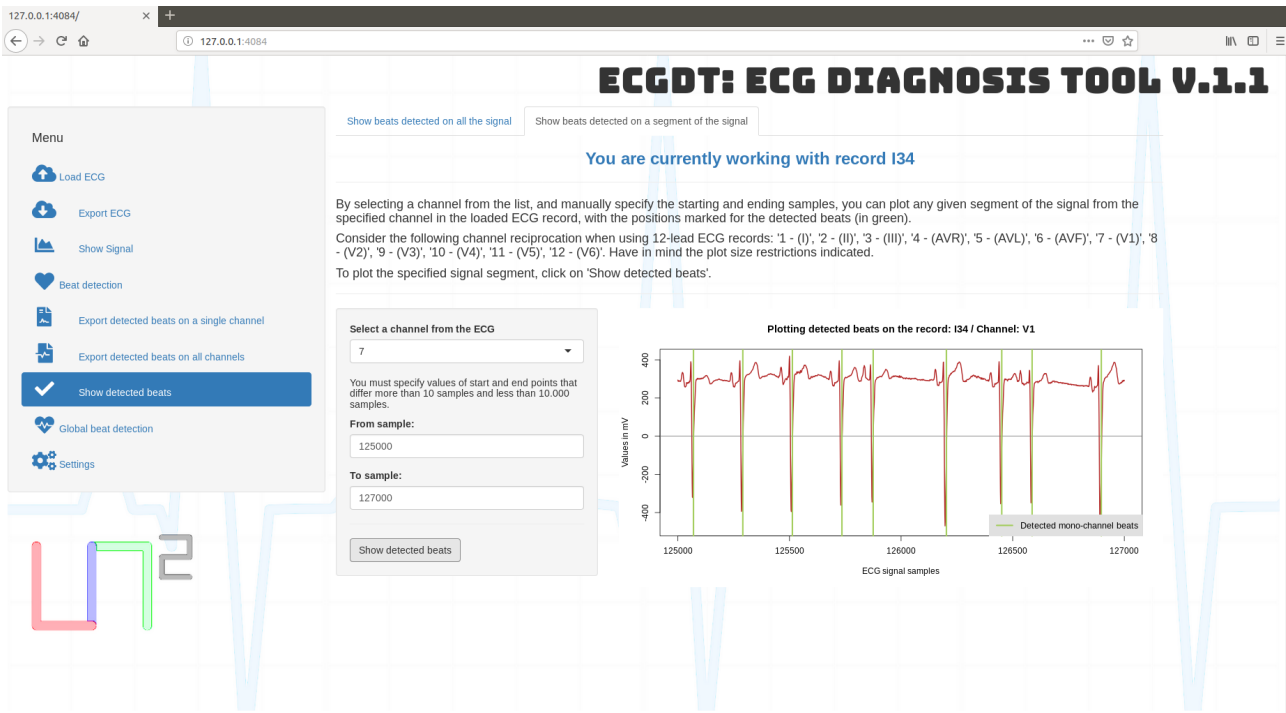 127.0.0.1:4084/
127.0.0.1:4084
ECGDT: ECG DIAGNOSIS TOOL V.1.1
Menu
Load ECG
Export ECG
Show Signal
Beat detection
Export detected beats on a single channel
Export detected beats on all channels
Show detected beats
Global beat detection
Settings
Show beats detected on all the signal
Show beats detected on a segment of the signal
You are currently working with record I34
By selecting a channel from the list, and manually specify the starting and ending samples, you can plot any given segment of the signal from the
specified channel in the loaded ECG record, with the positions marked for the detected beats (in green).
Consider the following channel reciprocation when using 12-lead ECG records: '1 - (I)', '2 - (II)', '3 - (III)', '4 - (AVR)', '5 - (AVL)', '6 - (AVF)', '7 - (V1)', '8
- (V2)', '9 - (V3)', '10 - (V4)', '11 - (V5)', '12 - (V6)'. Have in mind the plot size restrictions indicated.
To plot the specified signal segment, click on 'Show detected beats'.
Select a channel from the ECG
7
You must specify values of start and end points that
differ more than 10 samples and less than 10.000
samples.
From sample:
125000
To sample:
127000
Show detected beats
Plotting detected beats on the record: I34 / Channel: V1
Values in mV
400
200
0
-200
-400
Detected mono-channel beats
125000 125500 126000 126500 127000
ECG signal samples